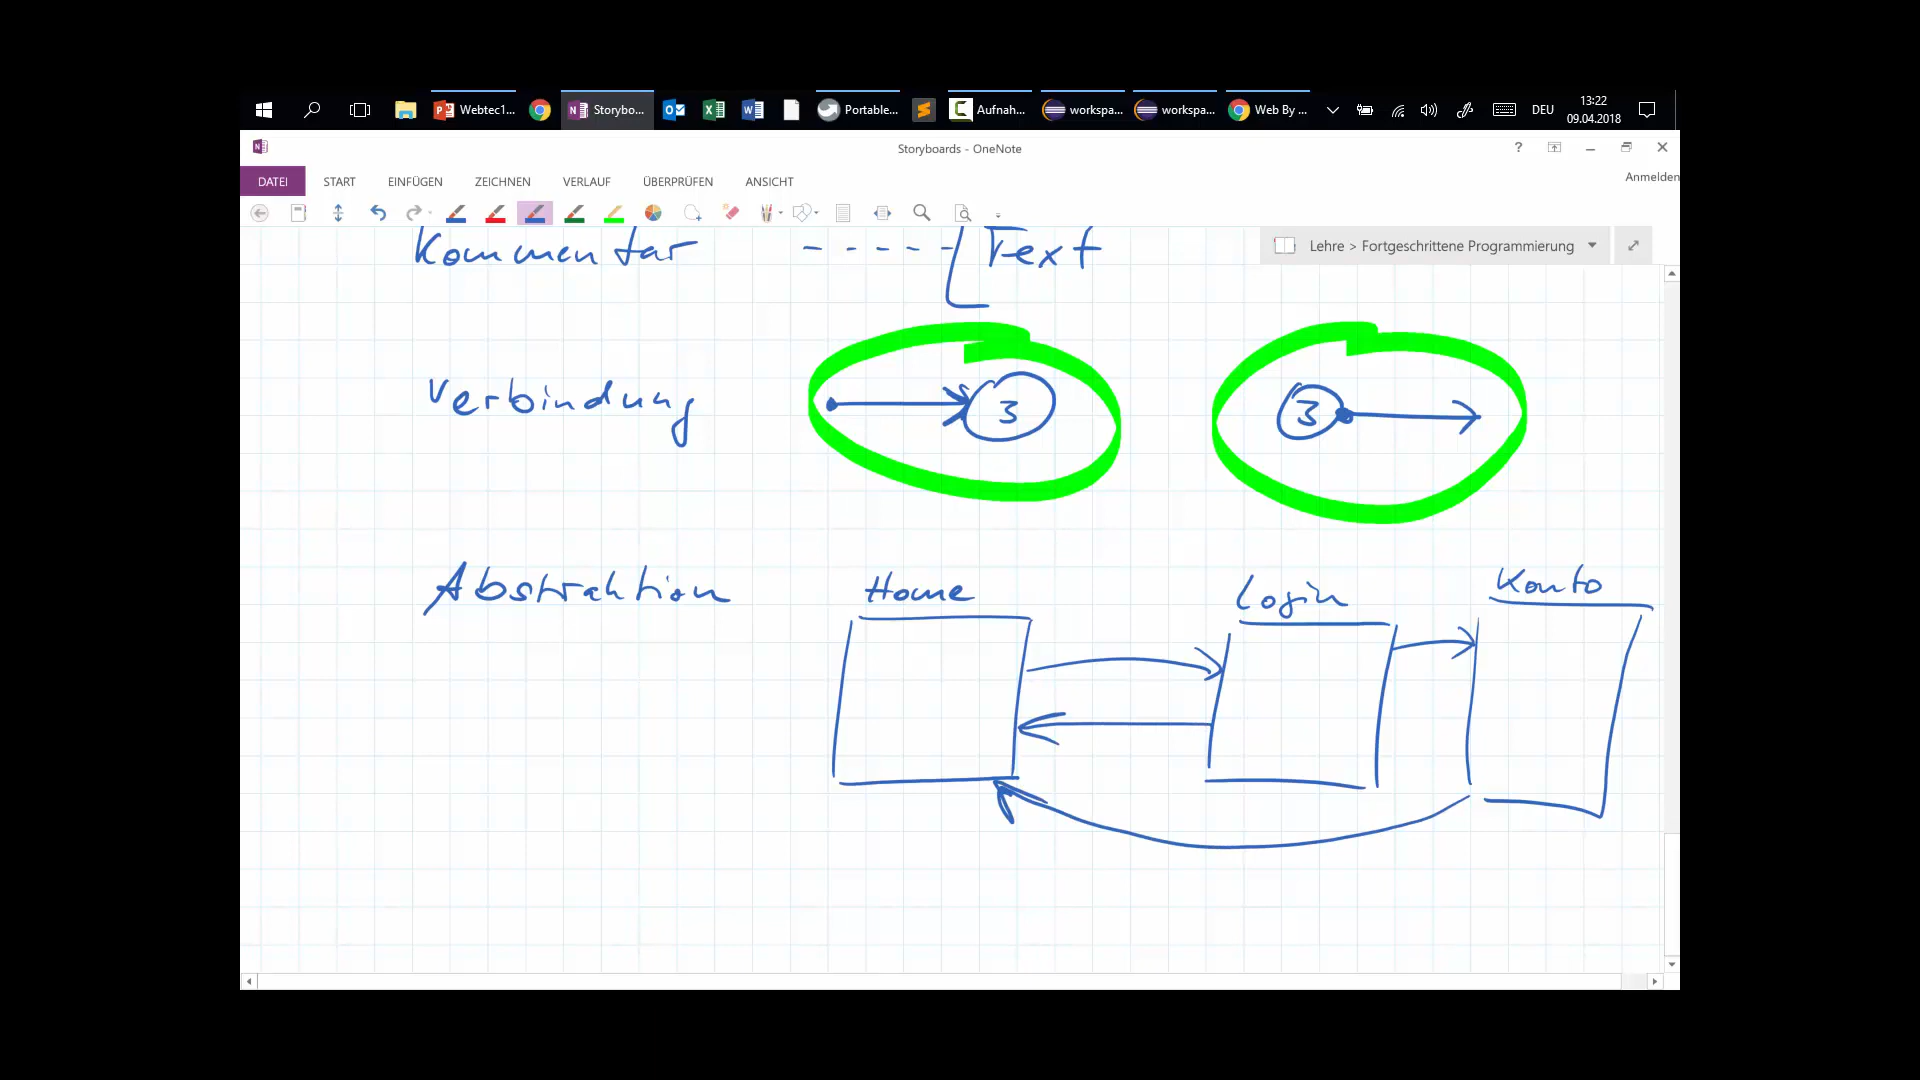 Webtec1...
Storybo...
Portable...
Aufnah...
workspa...
workspa...
Web By ...
DEU
13:22
09.04.2018
Storyboards - OneNote
?
Anmelden
DATEI
START
EINFÜGEN
ZEICHNEN
VERLAUF
ÜBERPRÜFEN
ANSICHT
Lehre > Fortgeschrittene Programmierung
Kommentar
Text
Verbindung
3
3
Abstraktion
Home
Login
Konto